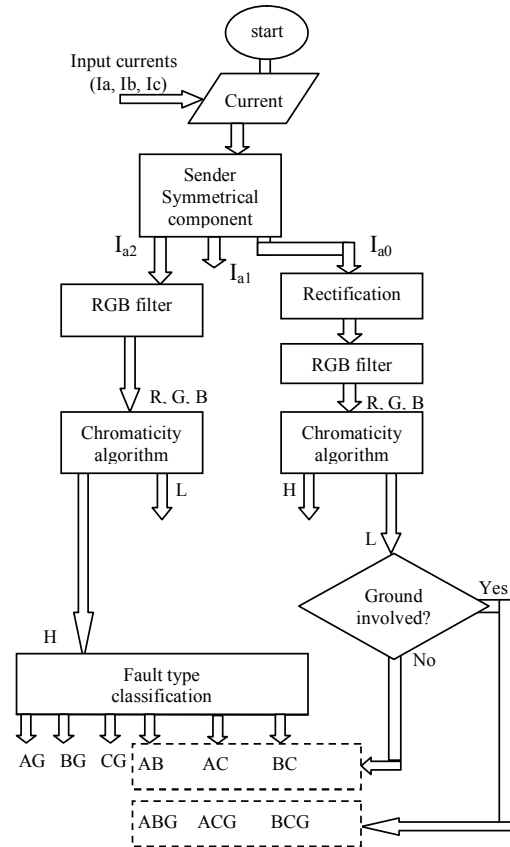 start
Input currents
(Ia, Ib, Ic)
Current
Sender
Symmetrical
component
Ia2
Ia1
Ia0
RGB filter
Rectification
RGB filter
R, G, B
R, G, B
Chromaticity
algorithm
Chromaticity
algorithm
L
H
L
Ground
involved?
Yes
No
H
Fault type
classification
AG BG CG AB AC BC
ABG ACG BCG